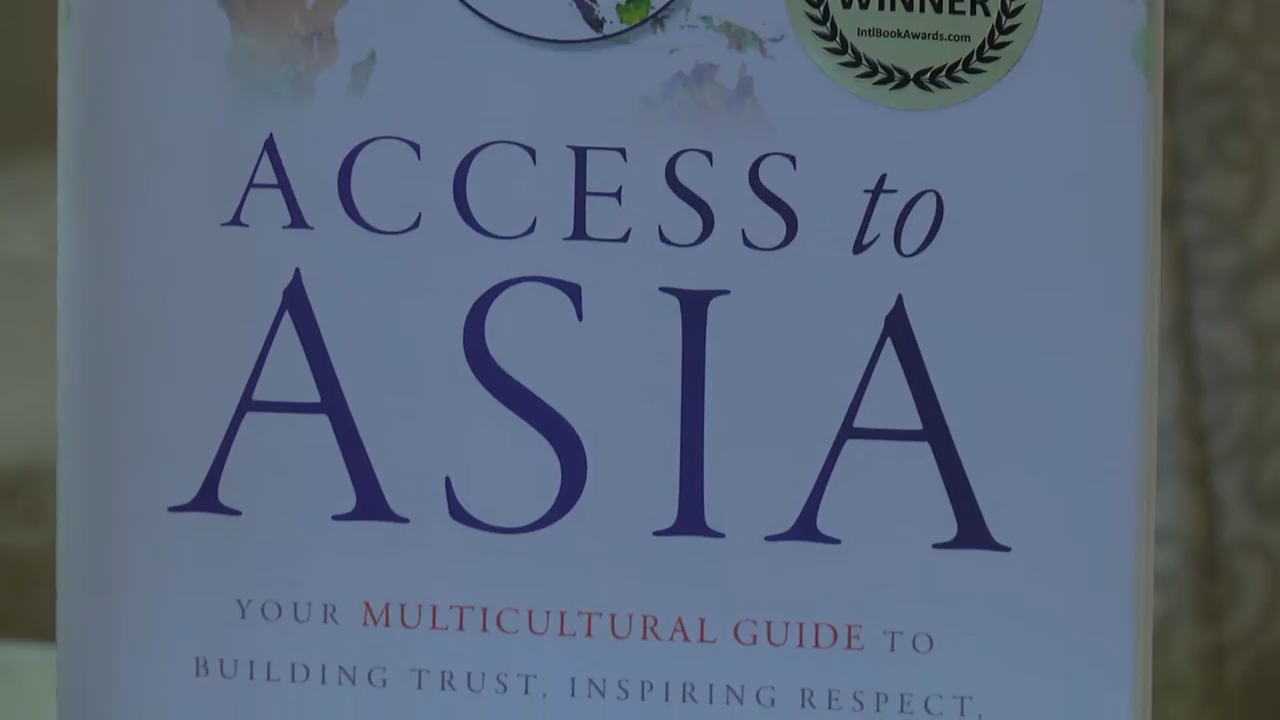 WINNER
IntlBookAwards.com
ACCESS to
ASIA
YOUR MULTICULTURAL GUIDE TO
BUILDING TRUST, INSPIRING RESPECT,